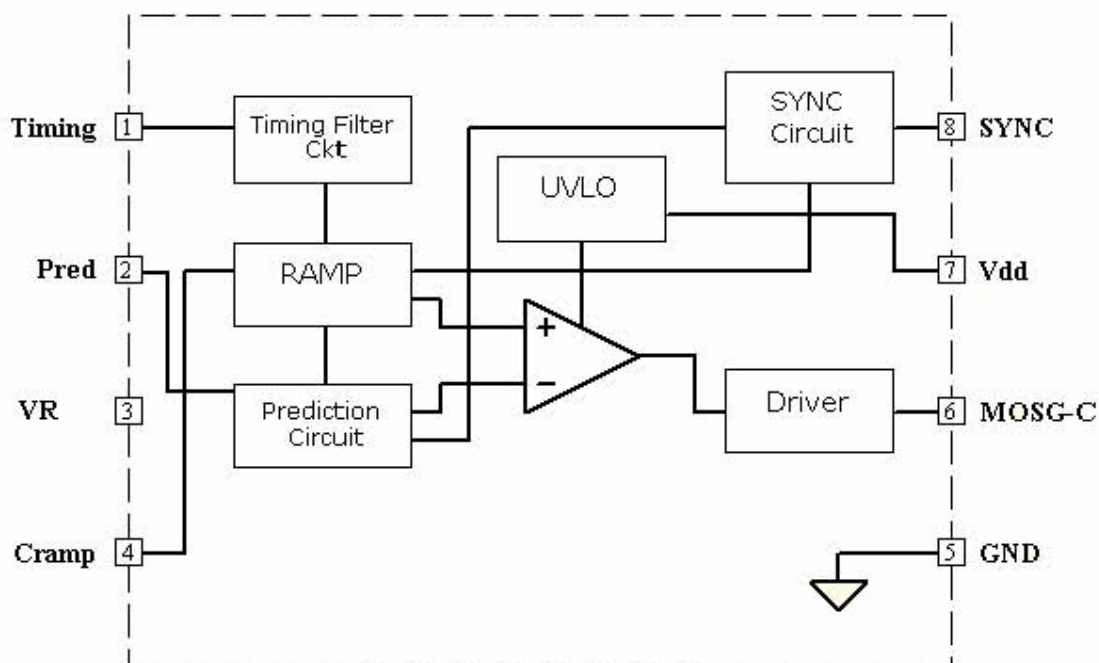 Timing
1
Timing Filter
Ckt
SYNC
Circuit
8
SYNC
UVLO
Pred
2
RAMP
7
Vdd
+
−
VR
3
Prediction
Circuit
Driver
6
MOSG-C
Cramp
4
5
GND